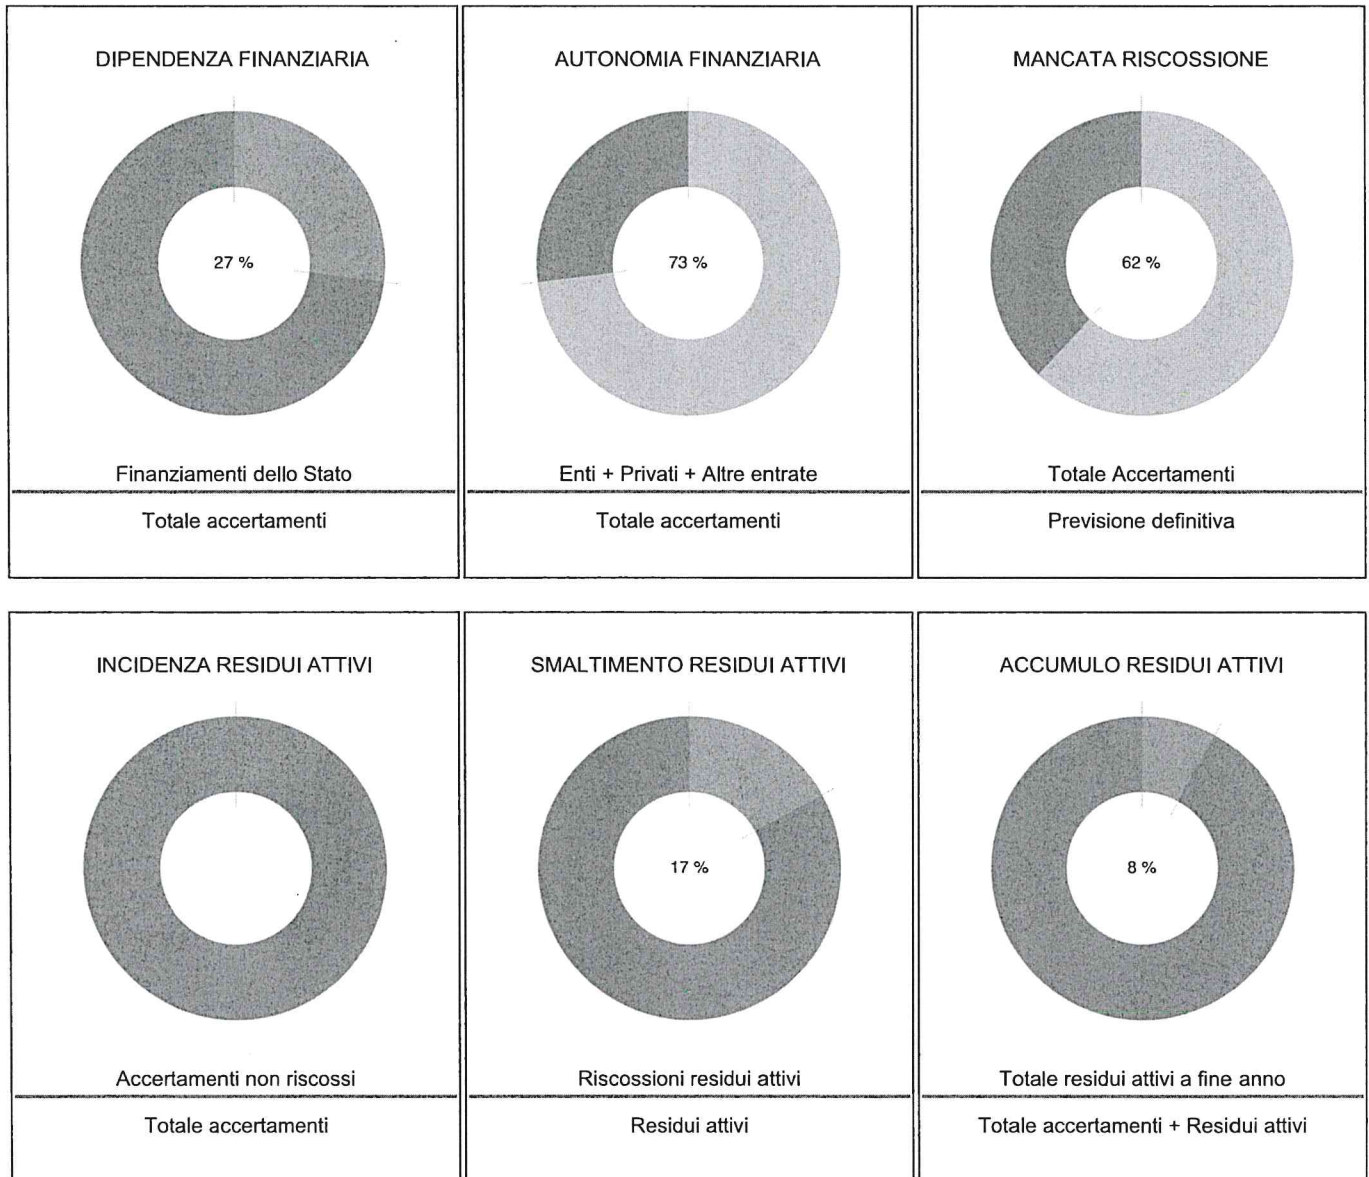 DIPENDENZA FINANZIARIA
27 %
Finanziamenti dello Stato
Totale accertamenti
AUTONOMIA FINANZIARIA
73 %
Enti + Privati + Altre entrate
Totale accertamenti
MANCATA RISCOSSIONE
62 %
Totale Accertamenti
Previsione definitiva
INCIDENZA RESIDUI ATTIVI
Accertamenti non riscossi
Totale accertamenti
SMALTIMENTO RESIDUI ATTIVI
17 %
Riscossioni residui attivi
Residui attivi
ACCUMULO RESIDUI ATTIVI
8 %
Totale residui attivi a fine anno
Totale accertamenti + Residui attivi